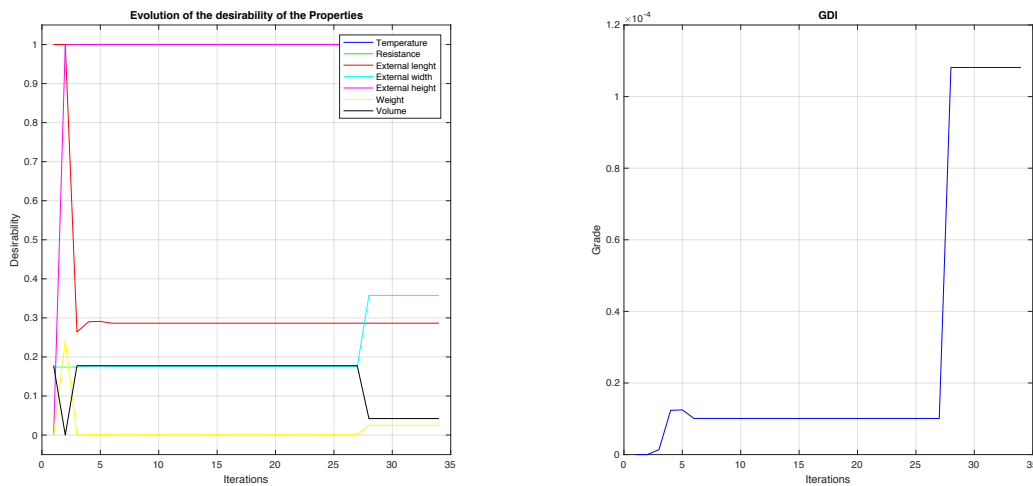 Evolution of the desirability of the Properties
1
0.9
0.8
0.7
0.6
0.5
0.4
0.3
0.2
0.1
0
Desirability
0 5 10 15 20 25 30 35
Iterations
Temperature
Resistance
External lenght
External width
External height
Weight
Volume
GDI
×10-4
1.2
1
0.8
0.6
0.4
0.2
0
Grade
0 5 10 15 20 25 30 35
Iterations